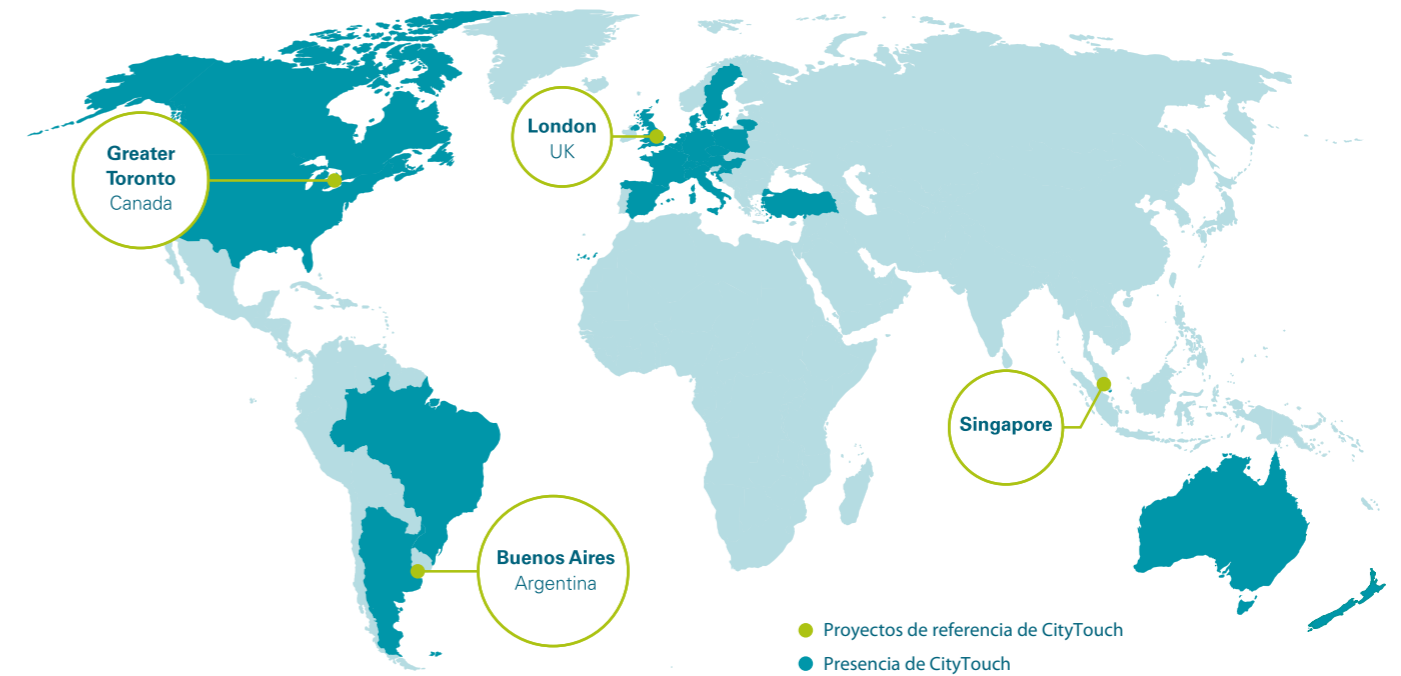 Greater
Toronto
Canada
London
UK
Singapore
Buenos Aires
Argentina
Proyectos de referencia de CityTouch
Presencia de CityTouch